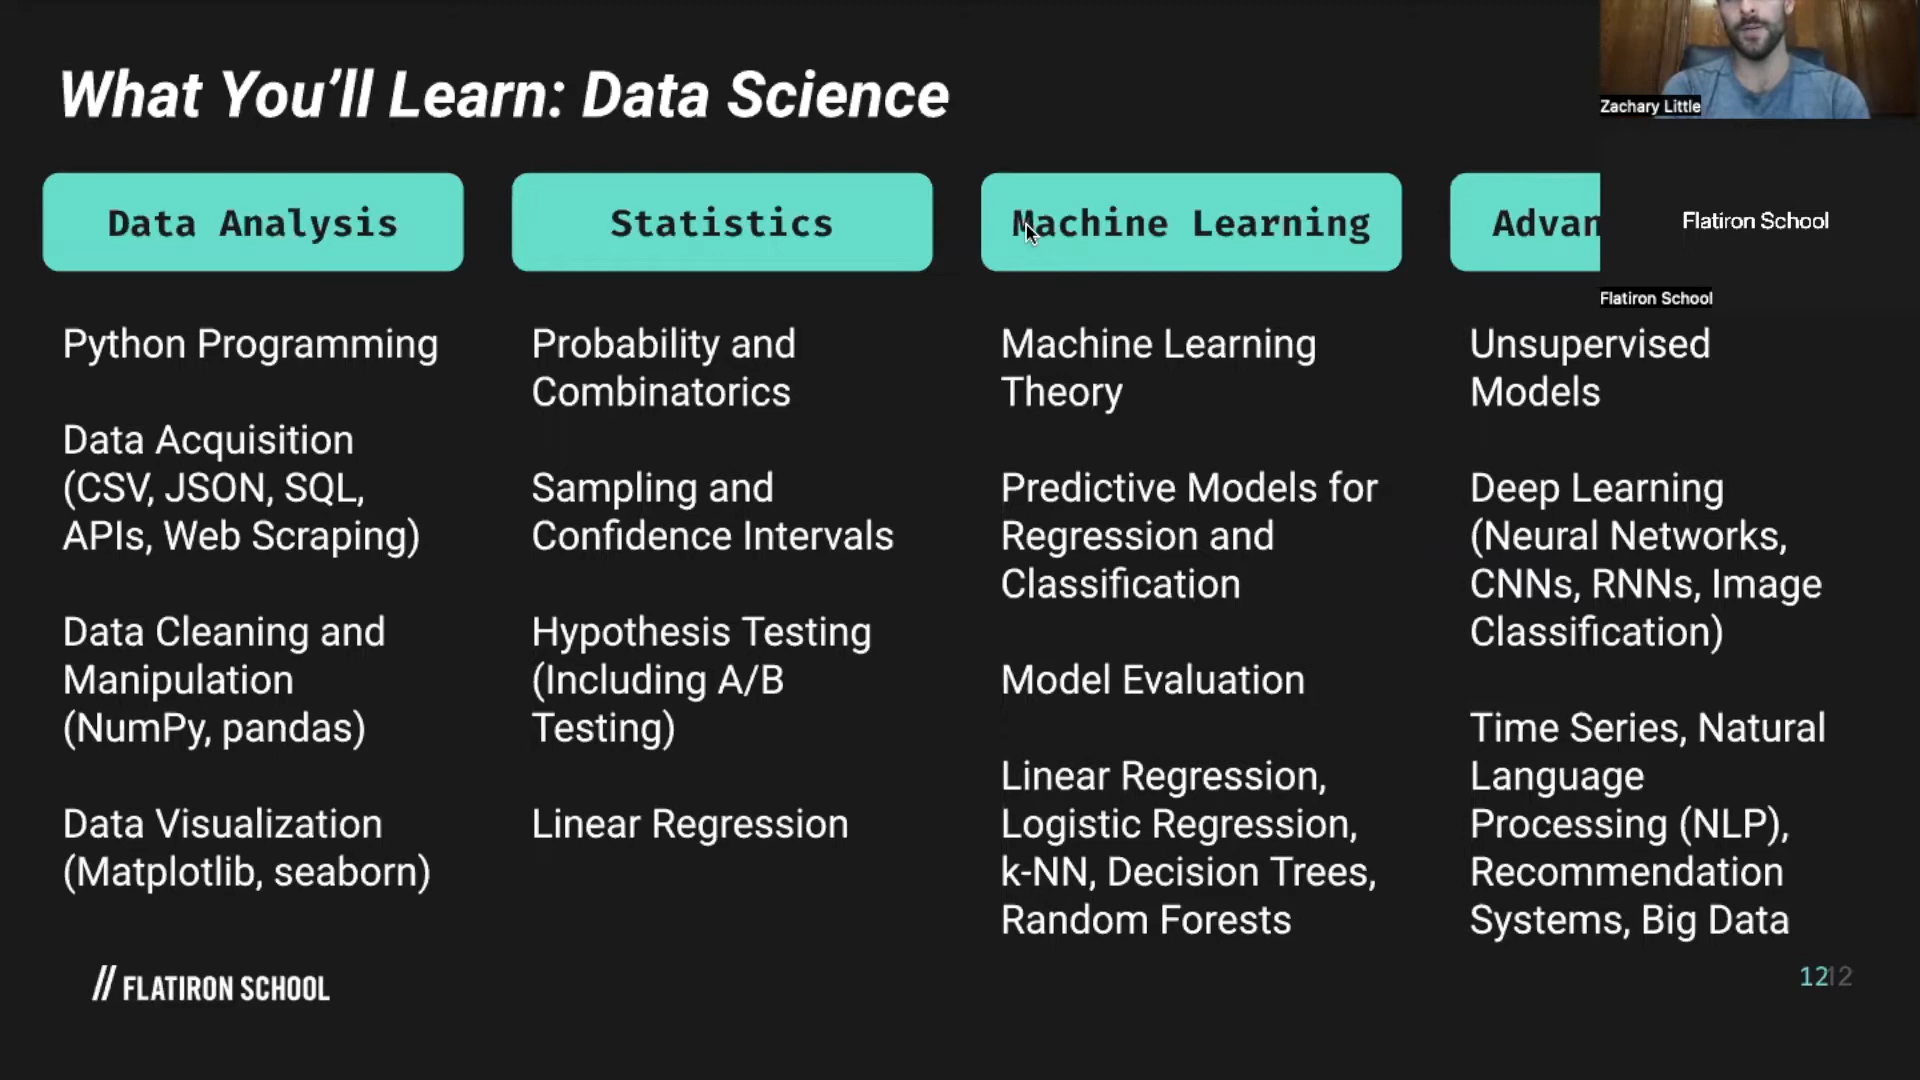 What You'll Learn: Data Science
Zachary Little
Data Analysis
Statistics
Machine Learning
Flatiron School
Flatiron School
Python Programming
Data Acquisition
(CSV, JSON, SQL,
APIs, Web Scraping)
Data Cleaning and
Manipulation
(NumPy, pandas)
Data Visualization
(Matplotlib, seaborn)
Probability and
Combinatorics
Sampling and
Confidence Intervals
Hypothesis Testing
(Including A/B
Testing)
Linear Regression
Machine Learning
Theory
Predictive Models for
Regression and
Classification
Model Evaluation
Linear Regression,
Logistic Regression,
k-NN, Decision Trees,
Random Forests
Unsupervised
Models
Deep Learning
(Neural Networks,
CNNs, RNNs, Image
Classification)
Time Series, Natural
Language
Processing (NLP),
Recommendation
Systems, Big Data
// FLATIRON SCHOOL
12
12